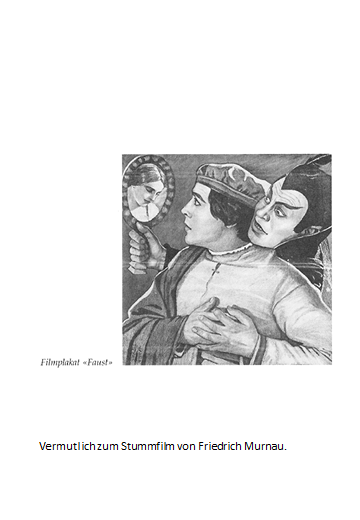 Filmplakat «Faust»
Vermutlich zum Stummfilm von Friedrich Murnau.